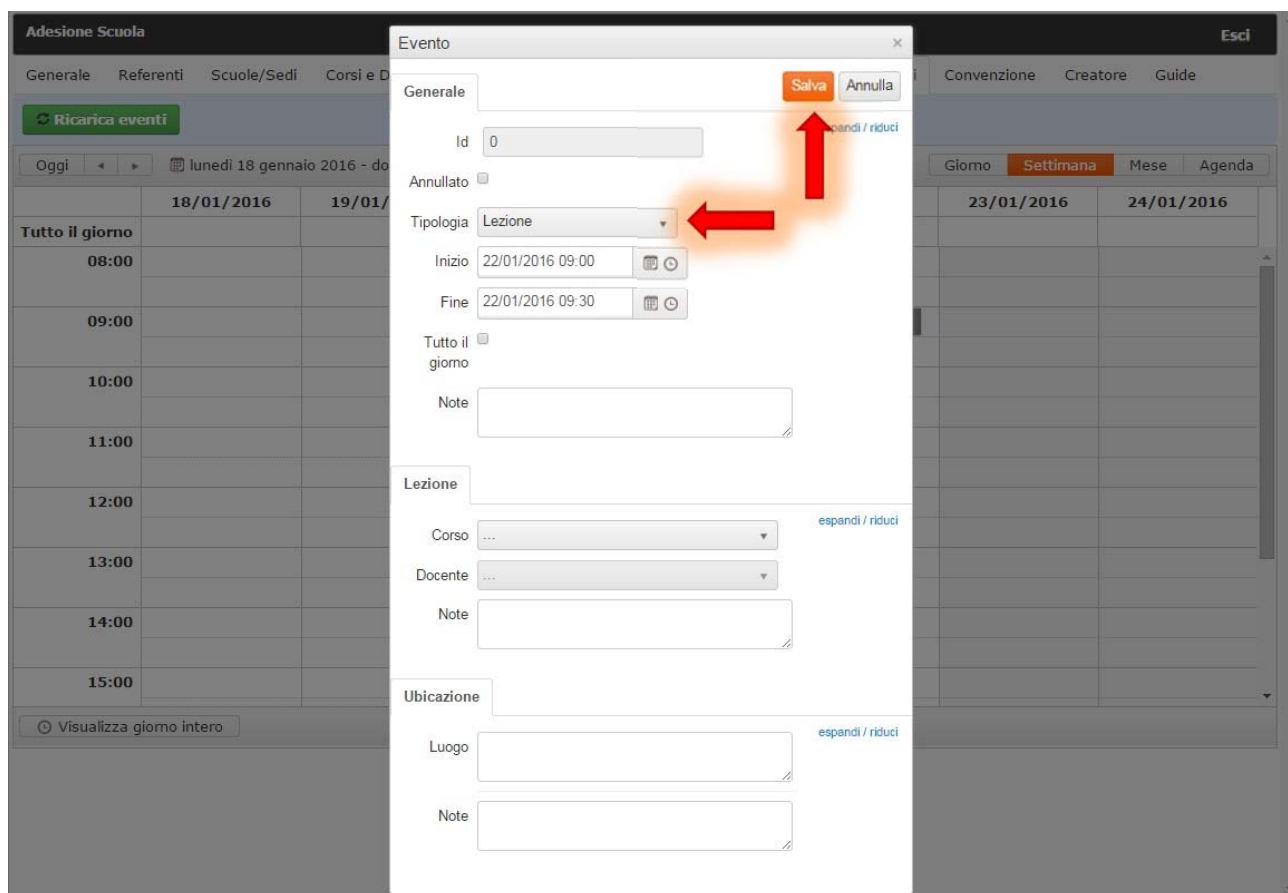 Adesione Scuola
Esci
Generale Referenti Scuole/Sedi Corsi e D
Convenzione Creatore Guide
Ricarica eventi
Oggi
lunedì 18 gennaio 2016 - do
Giorno Settimana Mese Agenda
18/01/2016 19/01/
23/01/2016 24/01/2016
Tutto il giorno
08:00
09:00
10:00
11:00
12:00
13:00
14:00
15:00
Visualizza giorno intero
Evento
Generale
Salva Annulla
espandi / riduci
Id 0
Annullato
Tipologia Lezione
Inizio 22/01/2016 09:00
Fine 22/01/2016 09:30
Tutto il
giorno
Note
Lezione
espandi / riduci
Corso ...
Docente ...
Note
Ubicazione
espandi / riduci
Luogo
Note